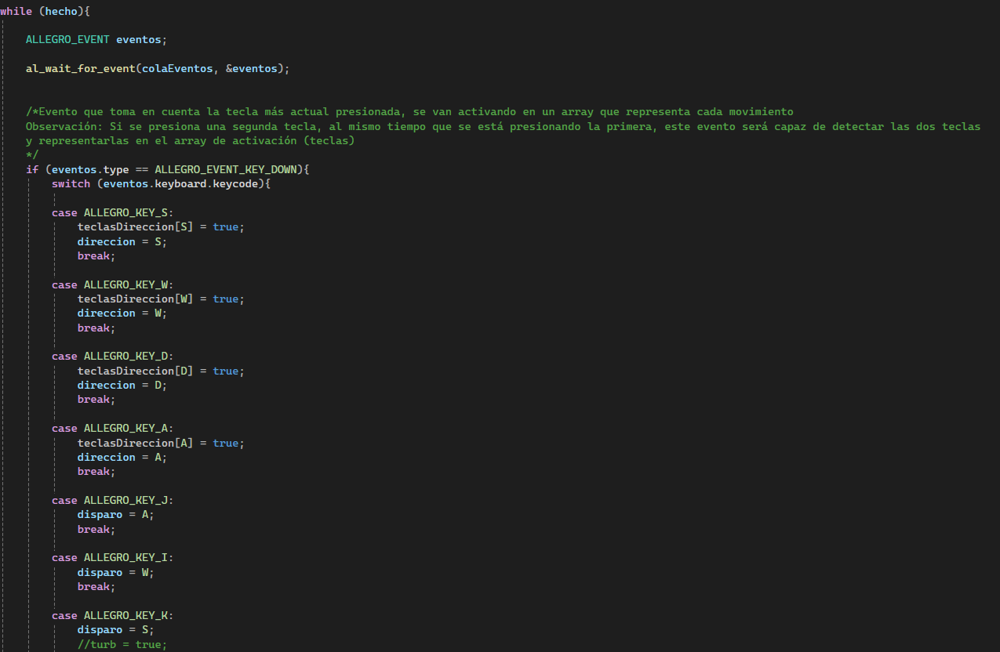 while (hecho){
ALLEGRO_EVENT eventos;
al_wait_for_event(colaEventos, &eventos);
/*Evento que toma en cuenta la tecla más actual presionada, se van activando en un array que representa cada movimiento
Observación: Si se presiona una segunda tecla, al mismo tiempo que se está presionando la primera, este evento será capaz de detectar las dos teclas
y representarlas en el array de activación (teclas)
*/
if (eventos.type == ALLEGRO_EVENT_KEY_DOWN){
switch (eventos.keyboard.keycode){
case ALLEGRO_KEY_S:
teclasDireccion[S] = true;
direccion = S;
break;
case ALLEGRO_KEY_W:
teclasDireccion[W] = true;
direccion = W;
break;
case ALLEGRO_KEY_D:
teclasDireccion[D] = true;
direccion = D;
break;
case ALLEGRO_KEY_A:
teclasDireccion[A] = true;
direccion = A;
break;
case ALLEGRO_KEY_J:
disparo = A;
break;
case ALLEGRO_KEY_I:
disparo = W;
break;
case ALLEGRO_KEY_K:
disparo = S;
//turb = true;